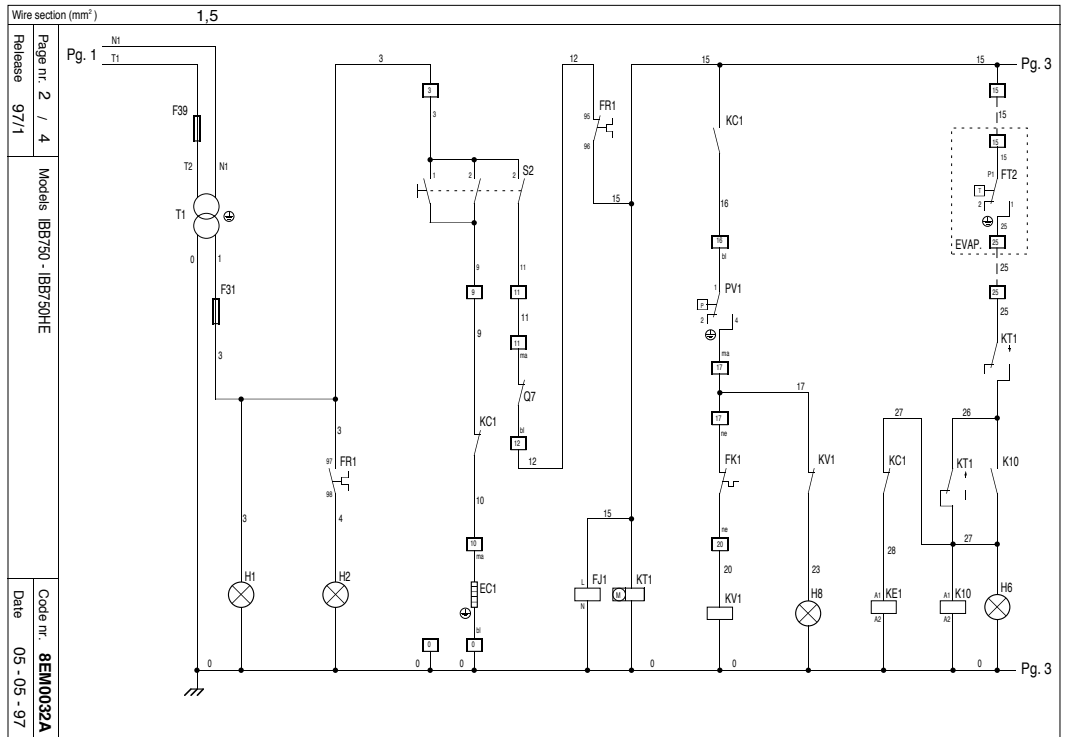 Wire section (mm²) 1,5
Page nr. 2 / 4
Release 97/1
Models IBB750 - IBB750HE
Code nr. 8EM0032A
Date 05 - 05 - 97
Pg. 1
N1
T1
F39
T2
N1
T1
0
1
F31
3
3
H1
3
97
FR1
98
4
H2
0
3
3
3
1
2
2
S2
9
9
9
KC1
10
10
ma
EC1
bl
0
0
0
0
11
11
11
11
ma
Q7
bl
12
12
12
95
FR1
96
15
15
L
FJ1
N
M
KT1
0
15
KC1
16
16
bl
1
PV1
P
2
4
ma
17
17
17
ne
FK1
ne
20
20
KV1
0
KV1
23
H8
15
Pg. 3
15
15
15
15
P1
FT2
T
2
1
25
EVAP.
25
25
25
25
KT1
27
26
KC1
KT1
K10
27
28
A1
KE1
A2
A1
K10
A2
H6
0
Pg. 3